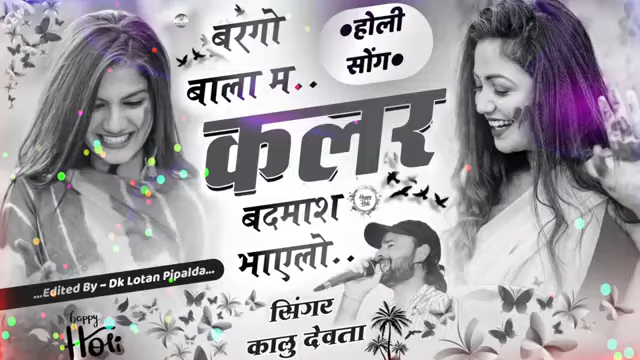 बरगो
बाला म..
•होली
सोंग•
कलर
बदमाश
भाएलो..
...Edited By ~ Dk Lotan Pipalda...
सिंगर
कालु देवता
happy
Holi